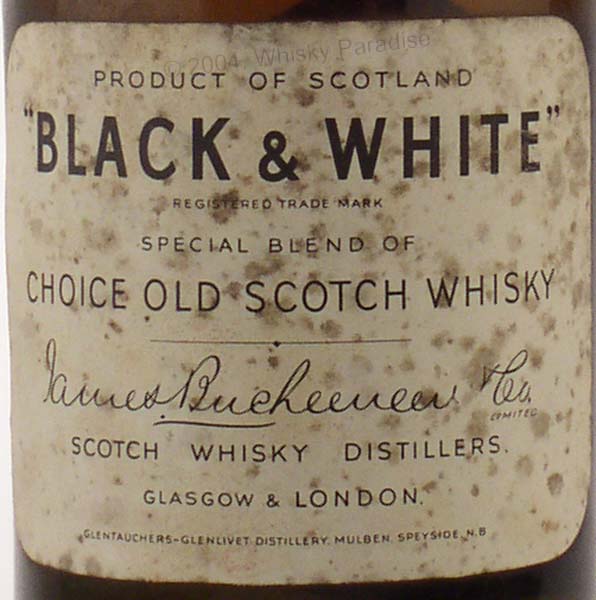 © 2004 Whisky Paradise
PRODUCT OF SCOTLAND
"BLACK & WHITE"
REGISTERED TRADE MARK
SPECIAL BLEND OF
CHOICE OLD SCOTCH WHISKY
James Buchanan & Co.
LIMITED
SCOTCH WHISKY DISTILLERS.
GLASGOW & LONDON.
GLENTAUCHERS-GLENLIVET DISTILLERY, MULBEN, SPEYSIDE, N.B